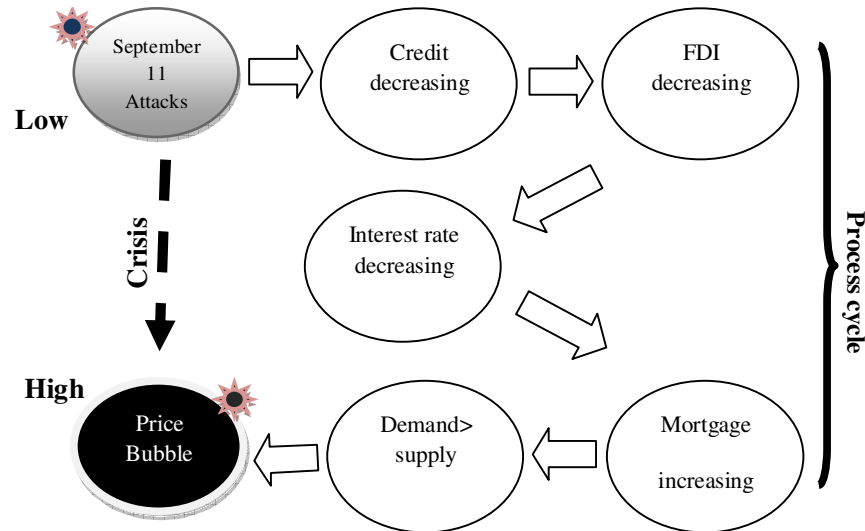 September
11
Attacks
Credit
decreasing
FDI
decreasing
Low
Crisis
Interest rate
decreasing
Process cycle
High
Price
Bubble
Demand>
supply
Mortgage
increasing